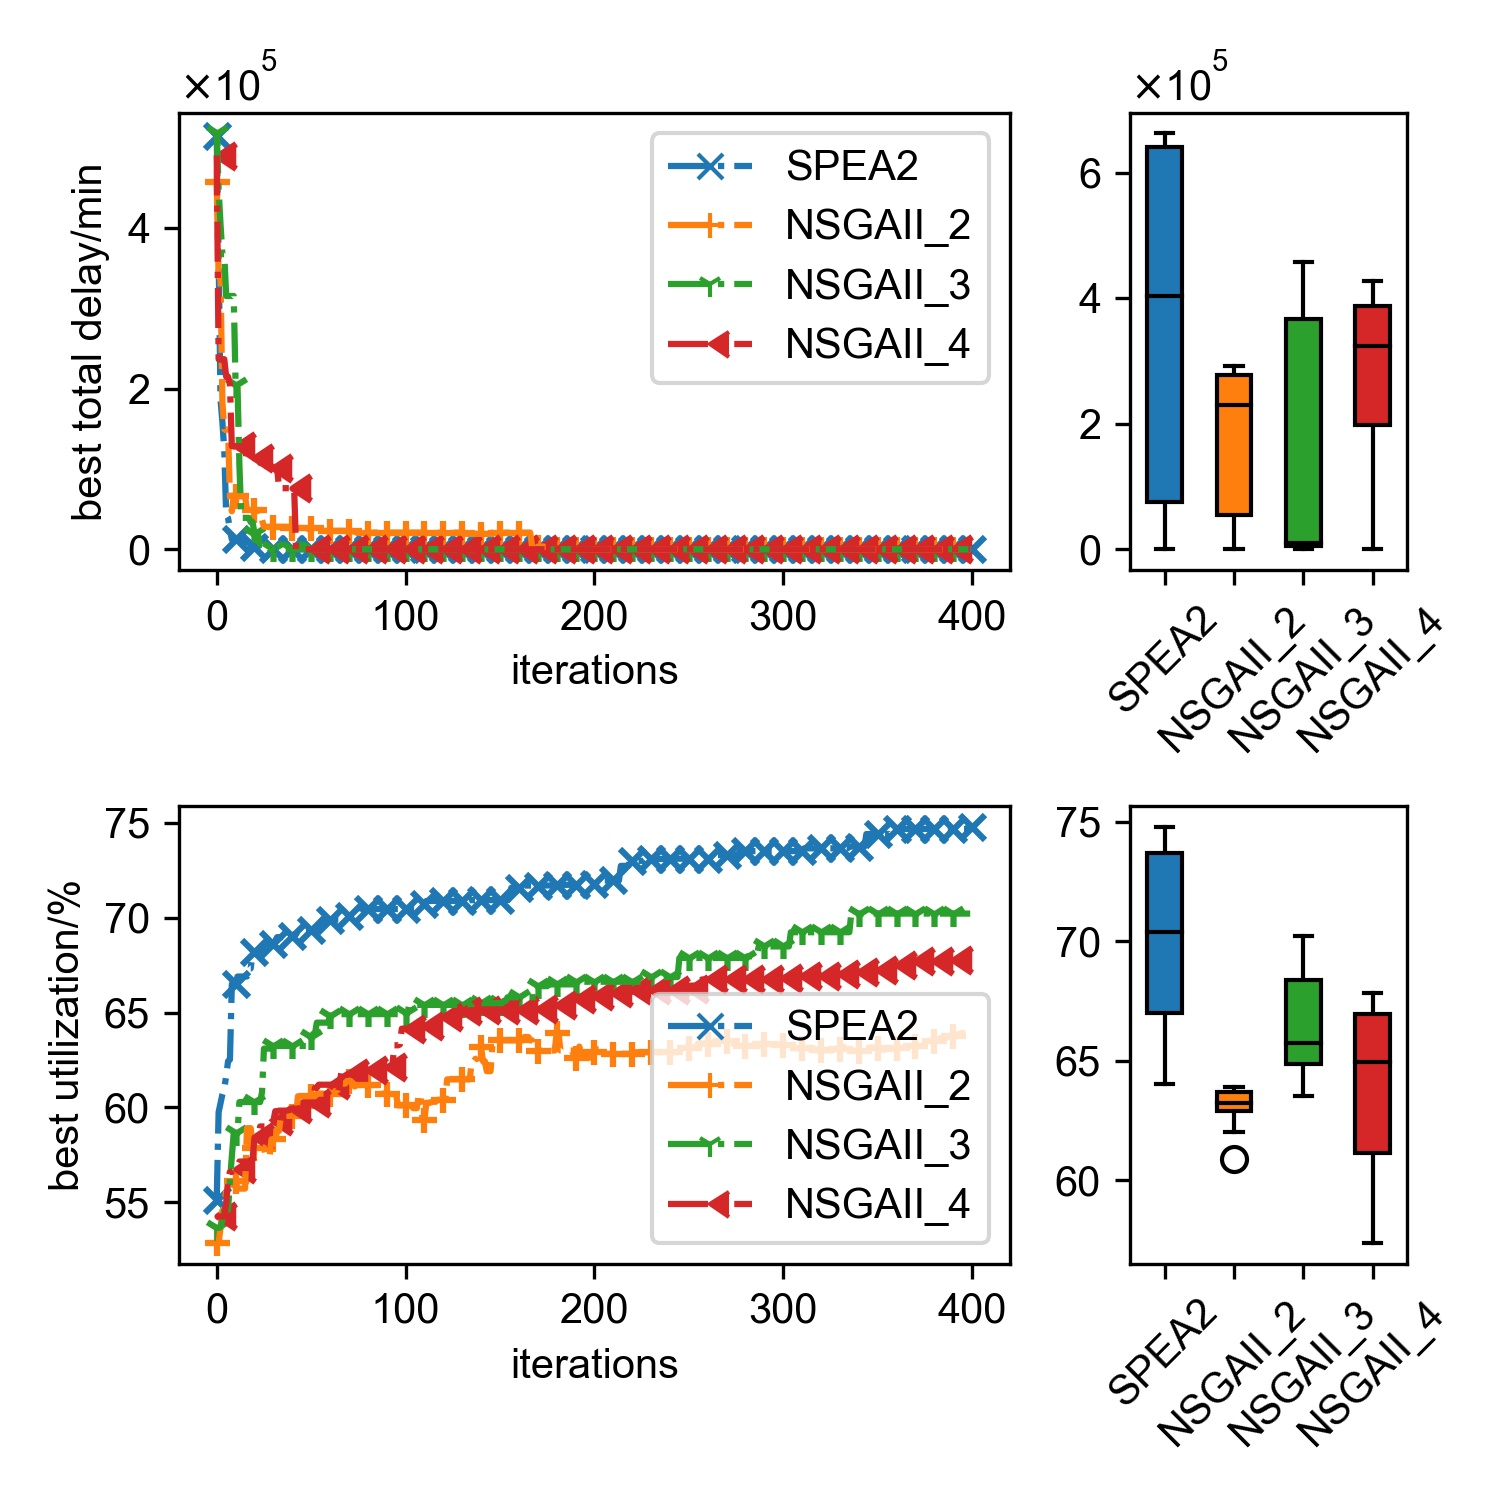 ×10^5
best total delay/min
4
2
0
0 100 200 300 400
iterations
SPEA2
NSGAII_2
NSGAII_3
NSGAII_4
×10^5
6
4
2
0
SPEA2
NSGAII_2
NSGAII_3
NSGAII_4
best utilization/%
75
70
65
60
55
0 100 200 300 400
iterations
SPEA2
NSGAII_2
NSGAII_3
NSGAII_4
75
70
65
60
SPEA2
NSGAII_2
NSGAII_3
NSGAII_4